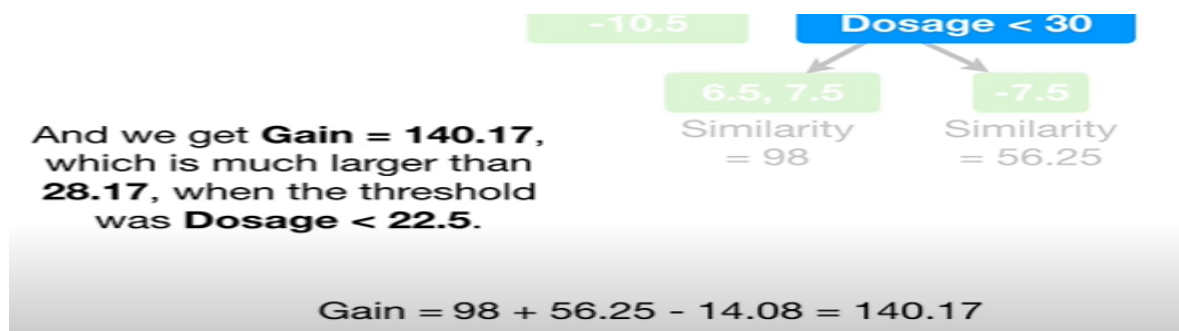 -10.5
Dosage < 30
6.5, 7.5
-7.5
Similarity
= 98
Similarity
= 56.25
And we get Gain = 140.17,
which is much larger than
28.17, when the threshold
was Dosage < 22.5.
Gain = 98 + 56.25 - 14.08 = 140.17